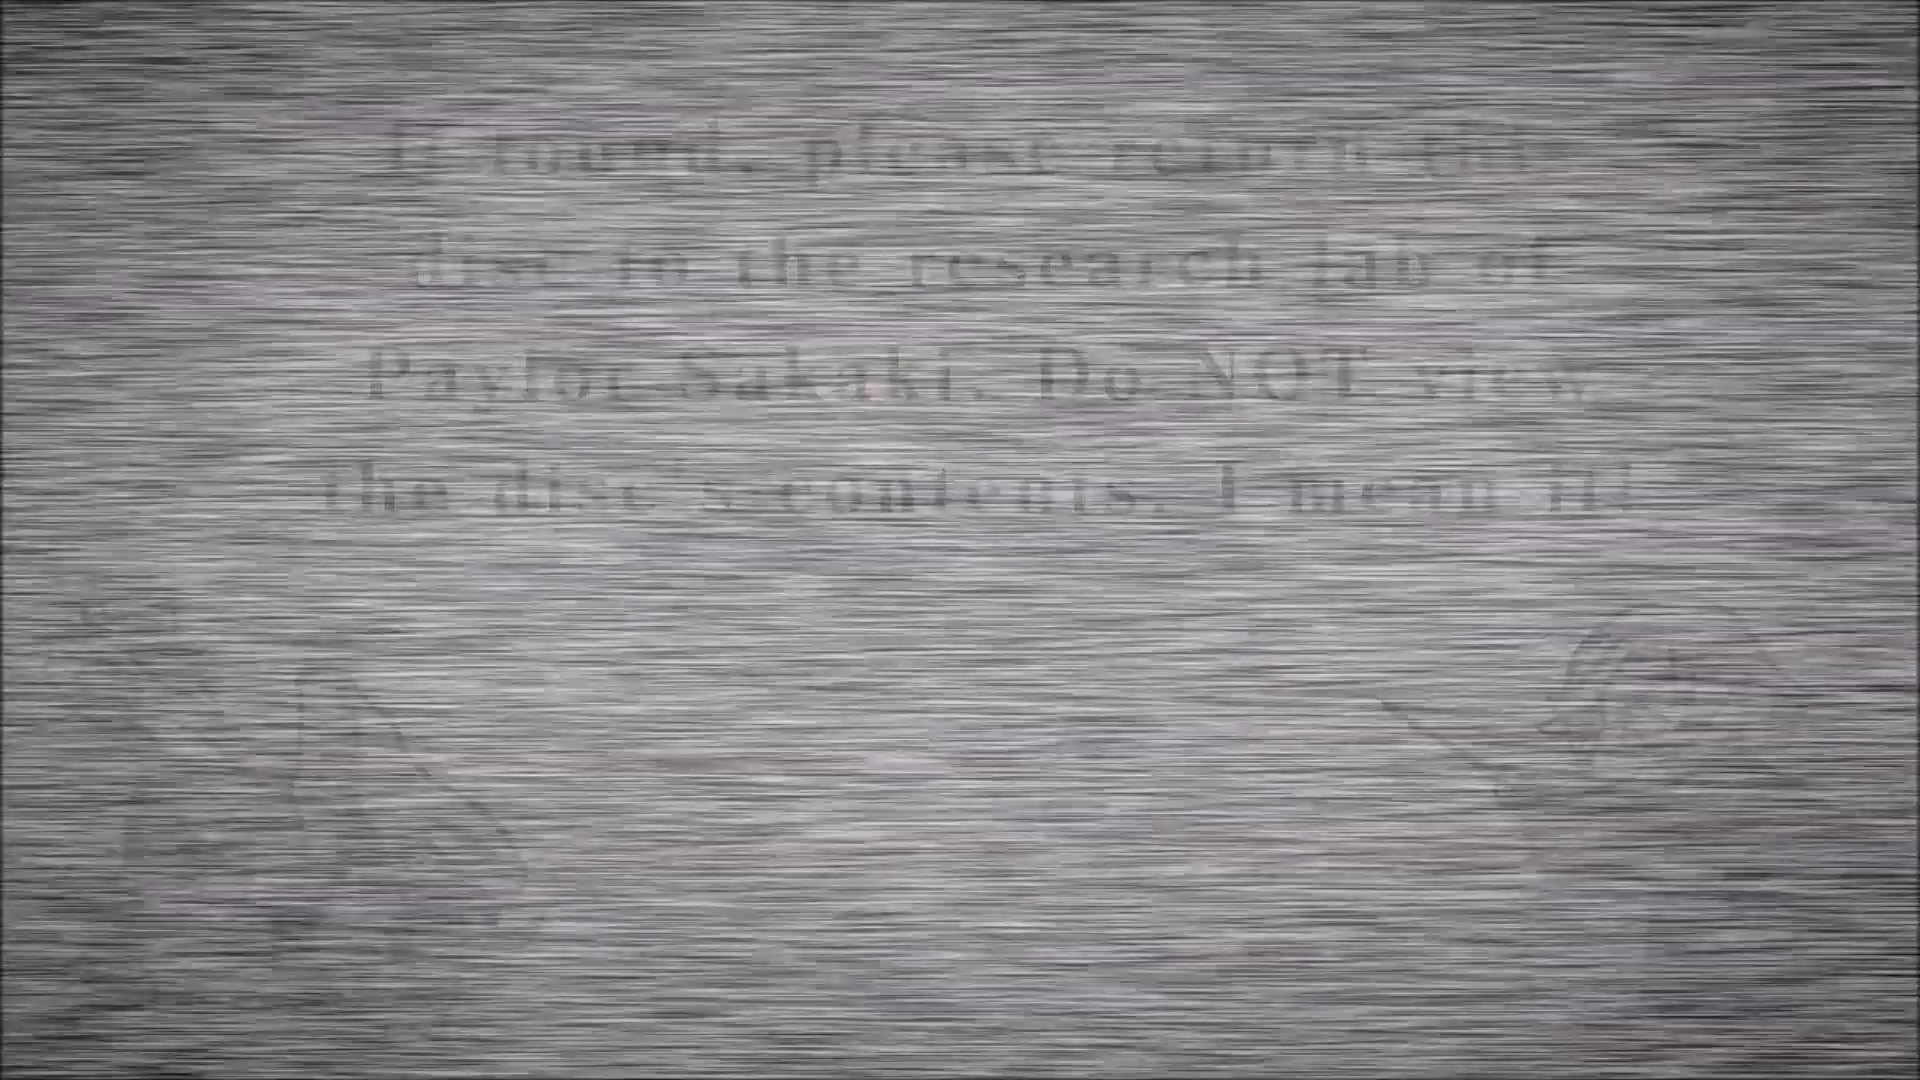 If found, please return the
disc to the research lab of
Paylor Sakaki. Do NOT view
the disc's contents. I mean it!